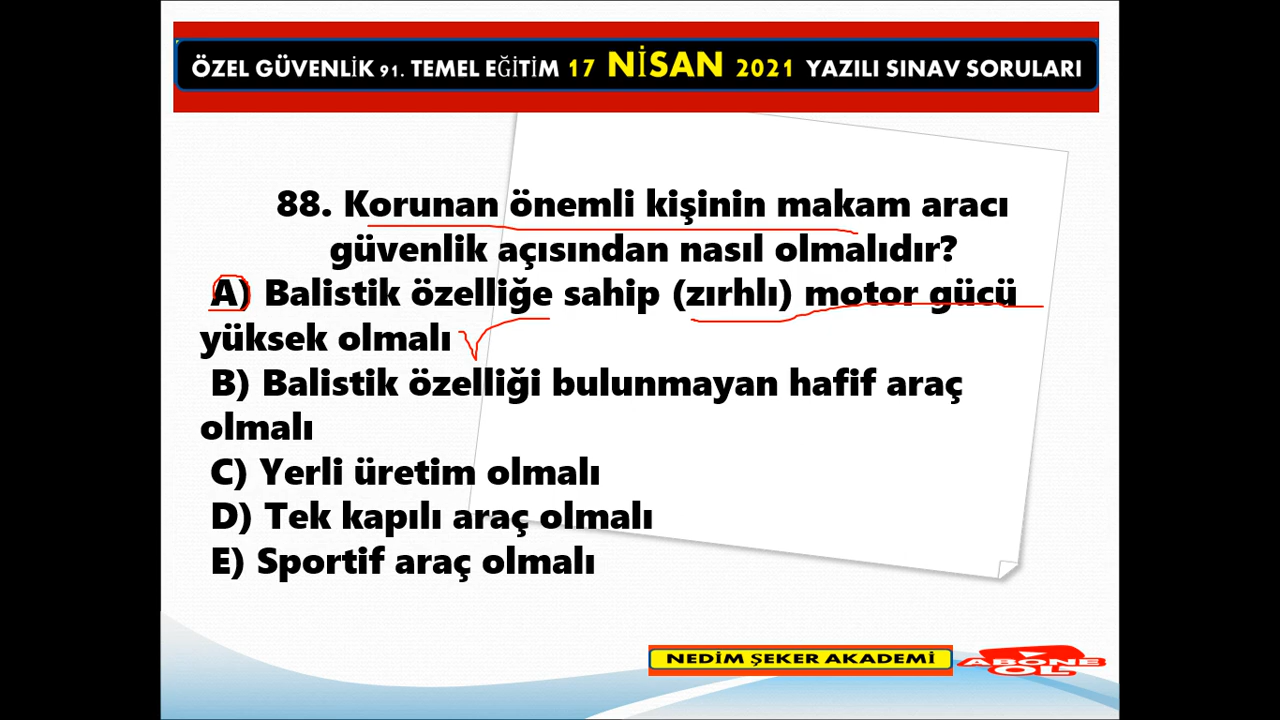 ÖZEL GÜVENLİK 91. TEMEL EĞİTİM 17 NİSAN 2021 YAZILI SINAV SORULARI
88. Korunan önemli kişinin makam aracı
güvenlik açısından nasıl olmalıdır?
A) Balistik özelliğe sahip (zırhlı) motor gücü
yüksek olmalı
B) Balistik özelliği bulunmayan hafif araç
olmalı
C) Yerli üretim olmalı
D) Tek kapılı araç olmalı
E) Sportif araç olmalı
NEDİM ŞEKER AKADEMİ
ABONE
OL